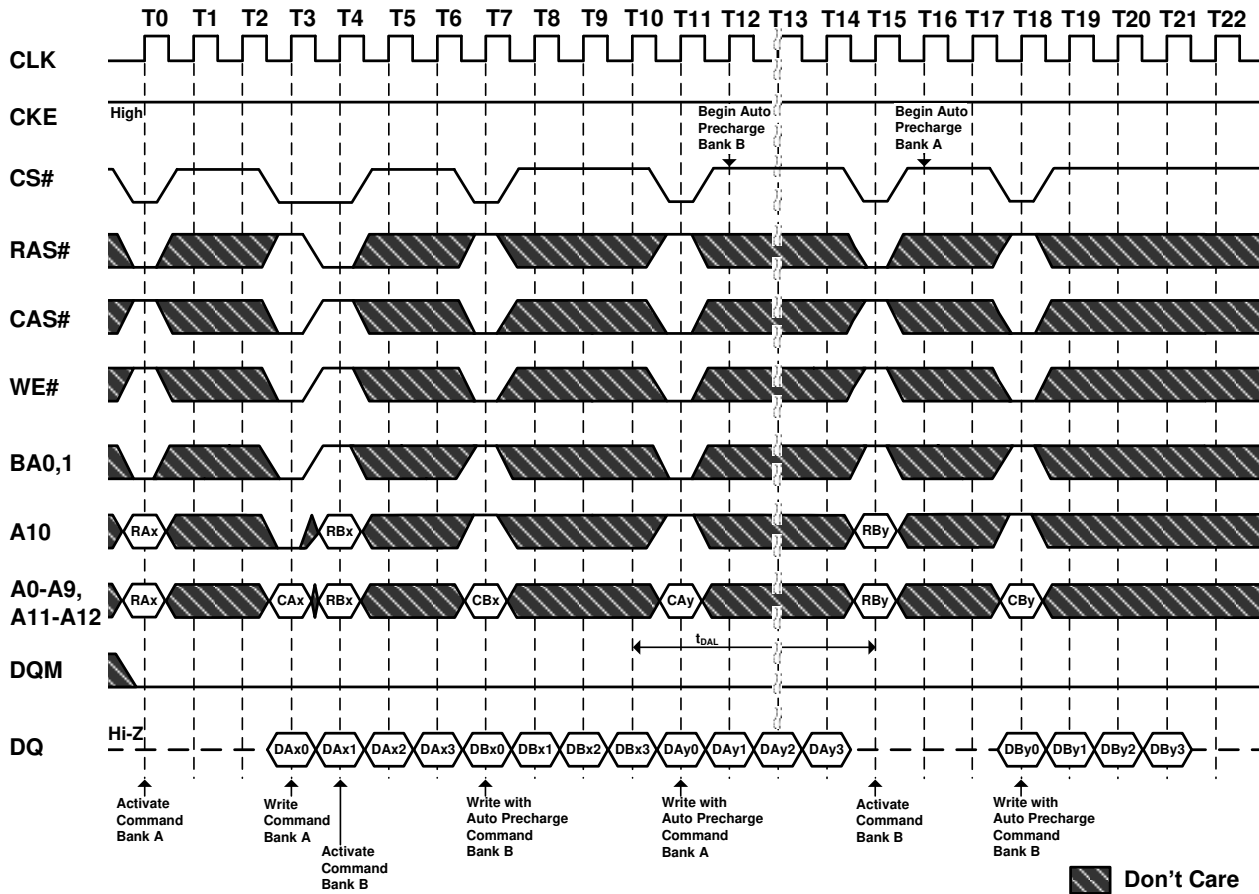 T0 T1 T2 T3 T4 T5 T6 T7 T8 T9 T10 T11 T12 T13 T14 T15 T16 T17 T18 T19 T20 T21 T22
CLK
CKE
High
Begin Auto
Precharge
Bank B
Begin Auto
Precharge
Bank A
CS#
RAS#
CAS#
WE#
BA0,1
A10
RAx RBx RBy
A0-A9,
A11-A12
RAx CAx RBx CBx CAy RBy CBy
tDAL
DQM
Hi-Z
DQ
DAx0 DAx1 DAx2 DAx3 DBx0 DBx1 DBx2 DBx3 DAy0 DAy1 DAy2 DAy3 DBy0 DBy1 DBy2 DBy3
Activate
Command
Bank A
Write
Command
Bank A
Activate
Command
Bank B
Write with
Auto Precharge
Command
Bank B
Write with
Auto Precharge
Command
Bank A
Activate
Command
Bank B
Write with
Auto Precharge
Command
Bank B
Don't Care